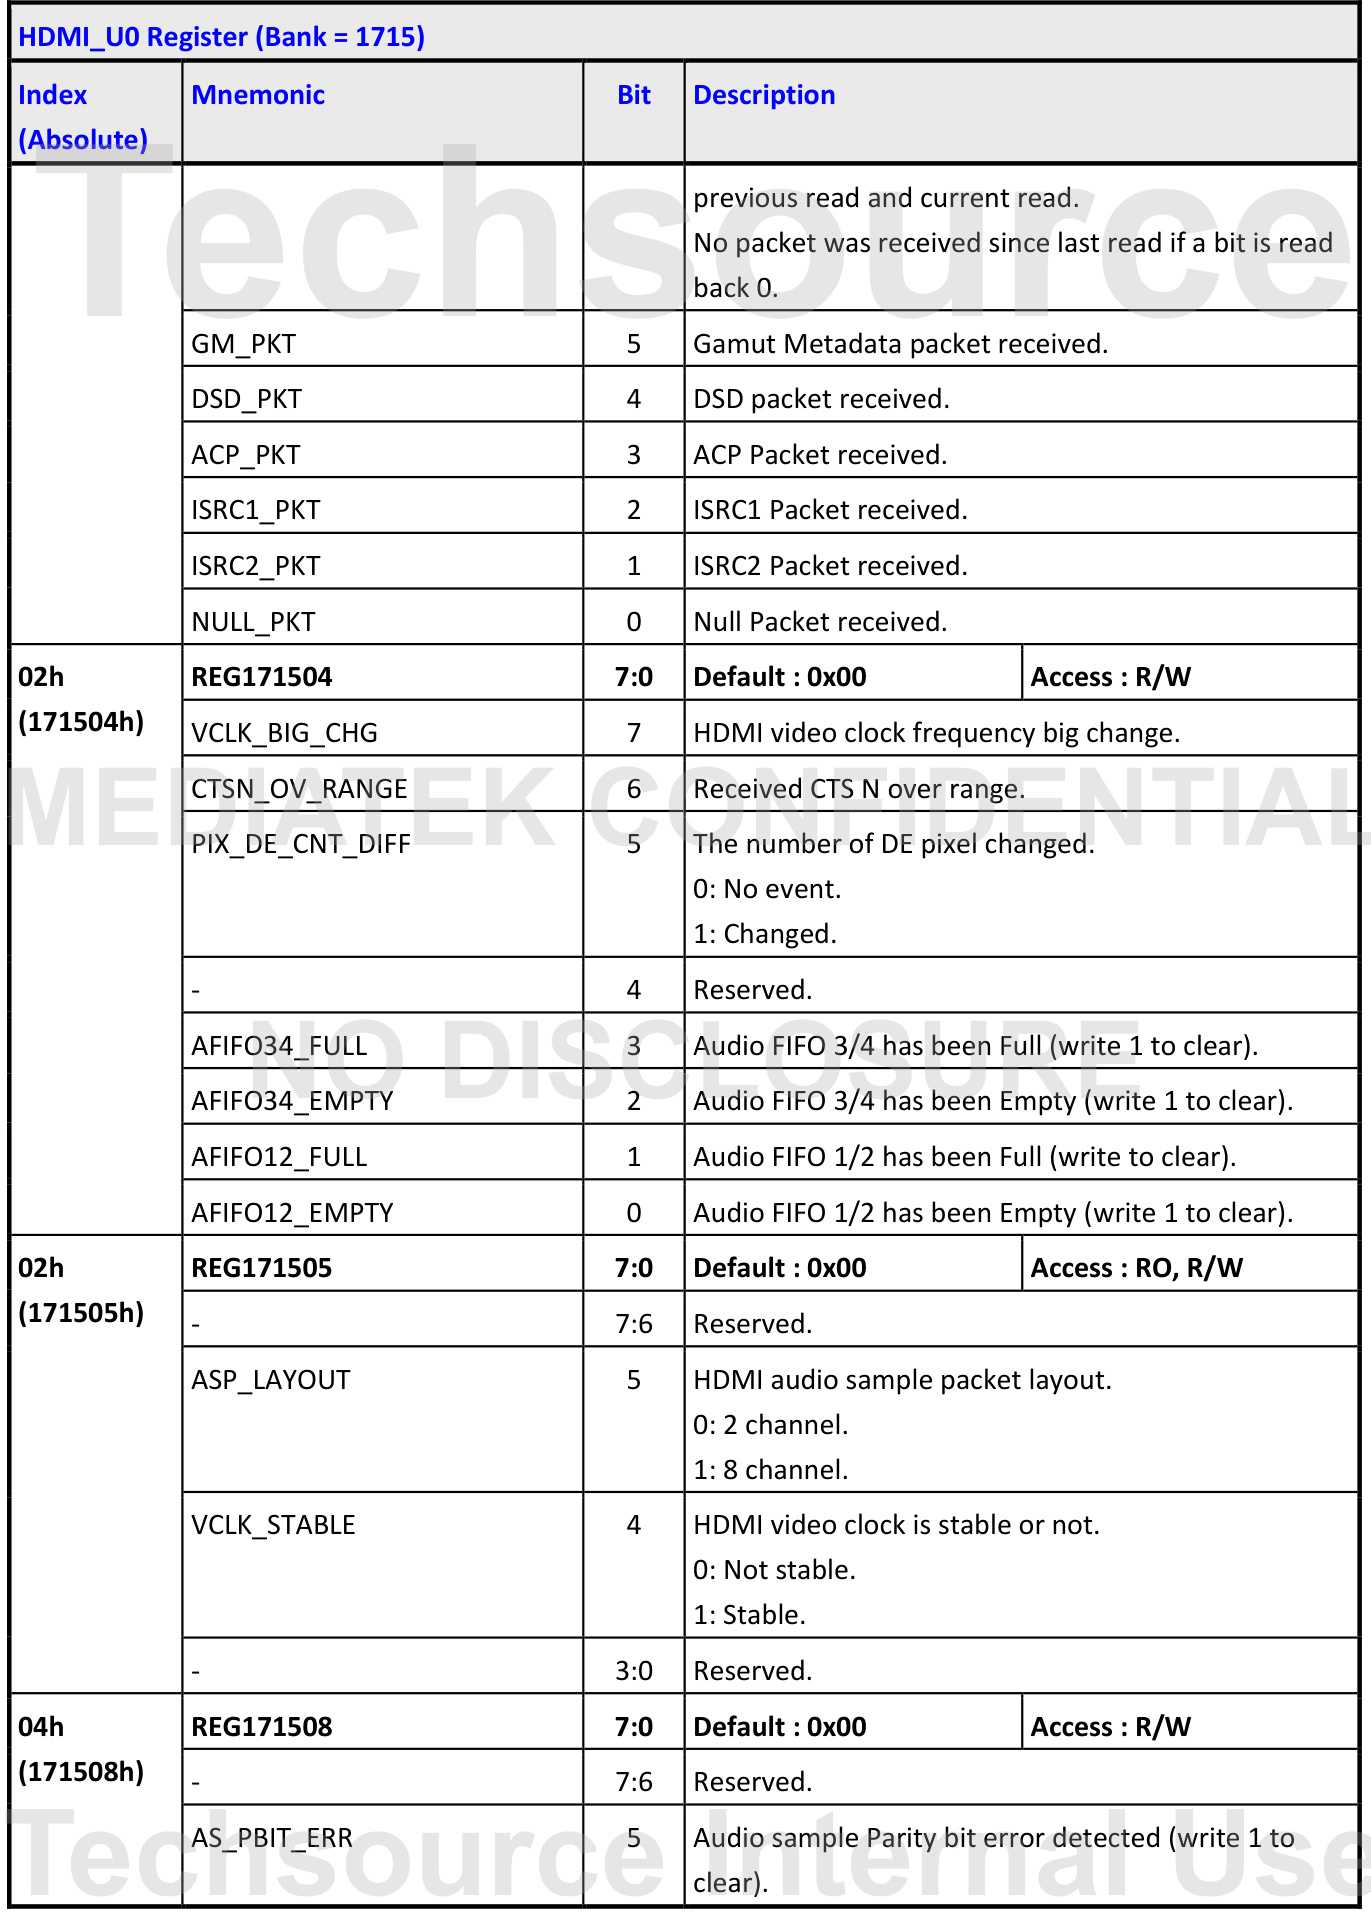 HDMI_U0 Register (Bank = 1715)
Index Mnemonic Bit Description
(Absolute)
previous read and current read.
No packet was received since last read if a bit is read
back 0.
GM_PKT 5 Gamut Metadata packet received.
DSD_PKT 4 DSD packet received.
ACP_PKT 3 ACP Packet received.
ISRC1_PKT 2 ISRC1 Packet received.
ISRC2_PKT 1 ISRC2 Packet received.
NULL_PKT 0 Null Packet received.
02h REG171504 7:0 Default : 0x00 Access : R/W
(171504h)
VCLK_BIG_CHG 7 HDMI video clock frequency big change.
CTSN_OV_RANGE 6 Received CTS N over range.
PIX_DE_CNT_DIFF 5 The number of DE pixel changed.
0: No event.
1: Changed.
- 4 Reserved.
AFIFO34_FULL 3 Audio FIFO 3/4 has been Full (write 1 to clear).
AFIFO34_EMPTY 2 Audio FIFO 3/4 has been Empty (write 1 to clear).
AFIFO12_FULL 1 Audio FIFO 1/2 has been Full (write to clear).
AFIFO12_EMPTY 0 Audio FIFO 1/2 has been Empty (write 1 to clear).
02h REG171505 7:0 Default : 0x00 Access : RO, R/W
(171505h)
- 7:6 Reserved.
ASP_LAYOUT 5 HDMI audio sample packet layout.
0: 2 channel.
1: 8 channel.
VCLK_STABLE 4 HDMI video clock is stable or not.
0: Not stable.
1: Stable.
- 3:0 Reserved.
04h REG171508 7:0 Default : 0x00 Access : R/W
(171508h)
- 7:6 Reserved.
AS_PBIT_ERR 5 Audio sample Parity bit error detected (write 1 to
clear).
Techsource
MEDIATEK CONFIDENTIAL
NO DISCLOSURE
Techsource Internal Use